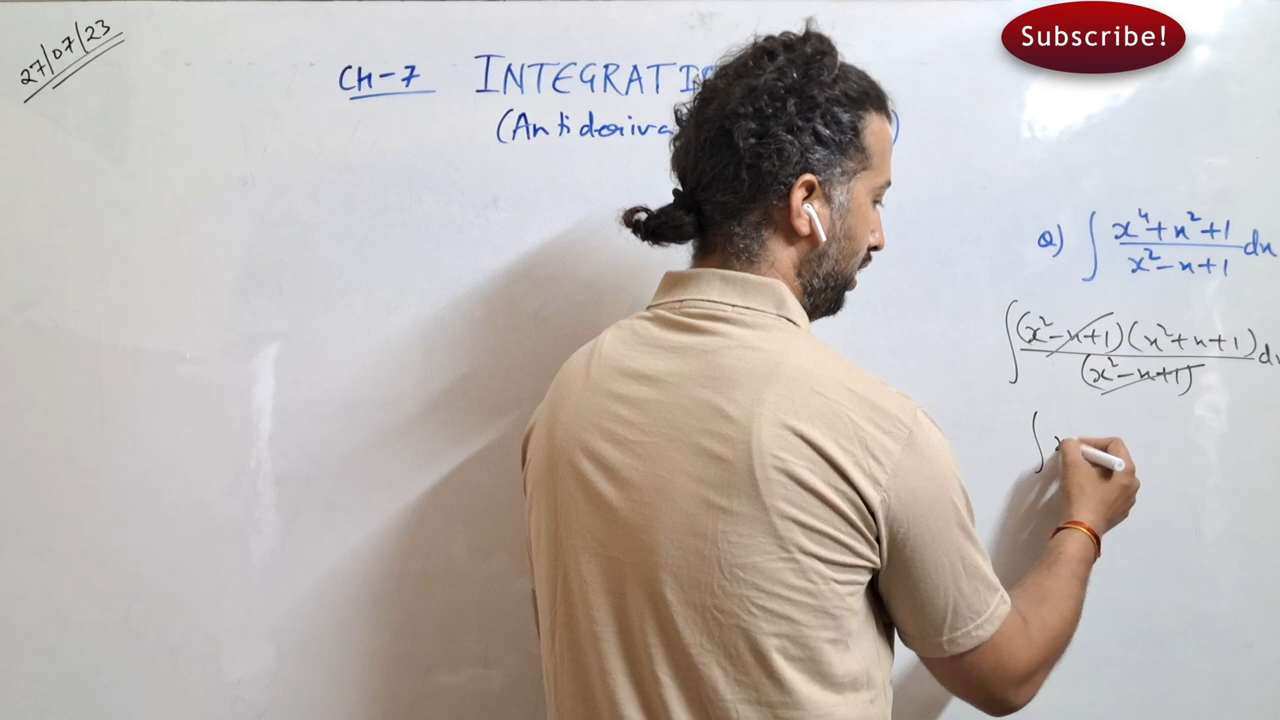 27/07/23
Subscribe!
Ch-7 INTEGRATIO
(Antideriva )
Q) ∫ x⁴+x²+1 / x²-x+1 dx
∫ (x²-x+1)(x²+x+1) / (x²-x+1) dx
∫